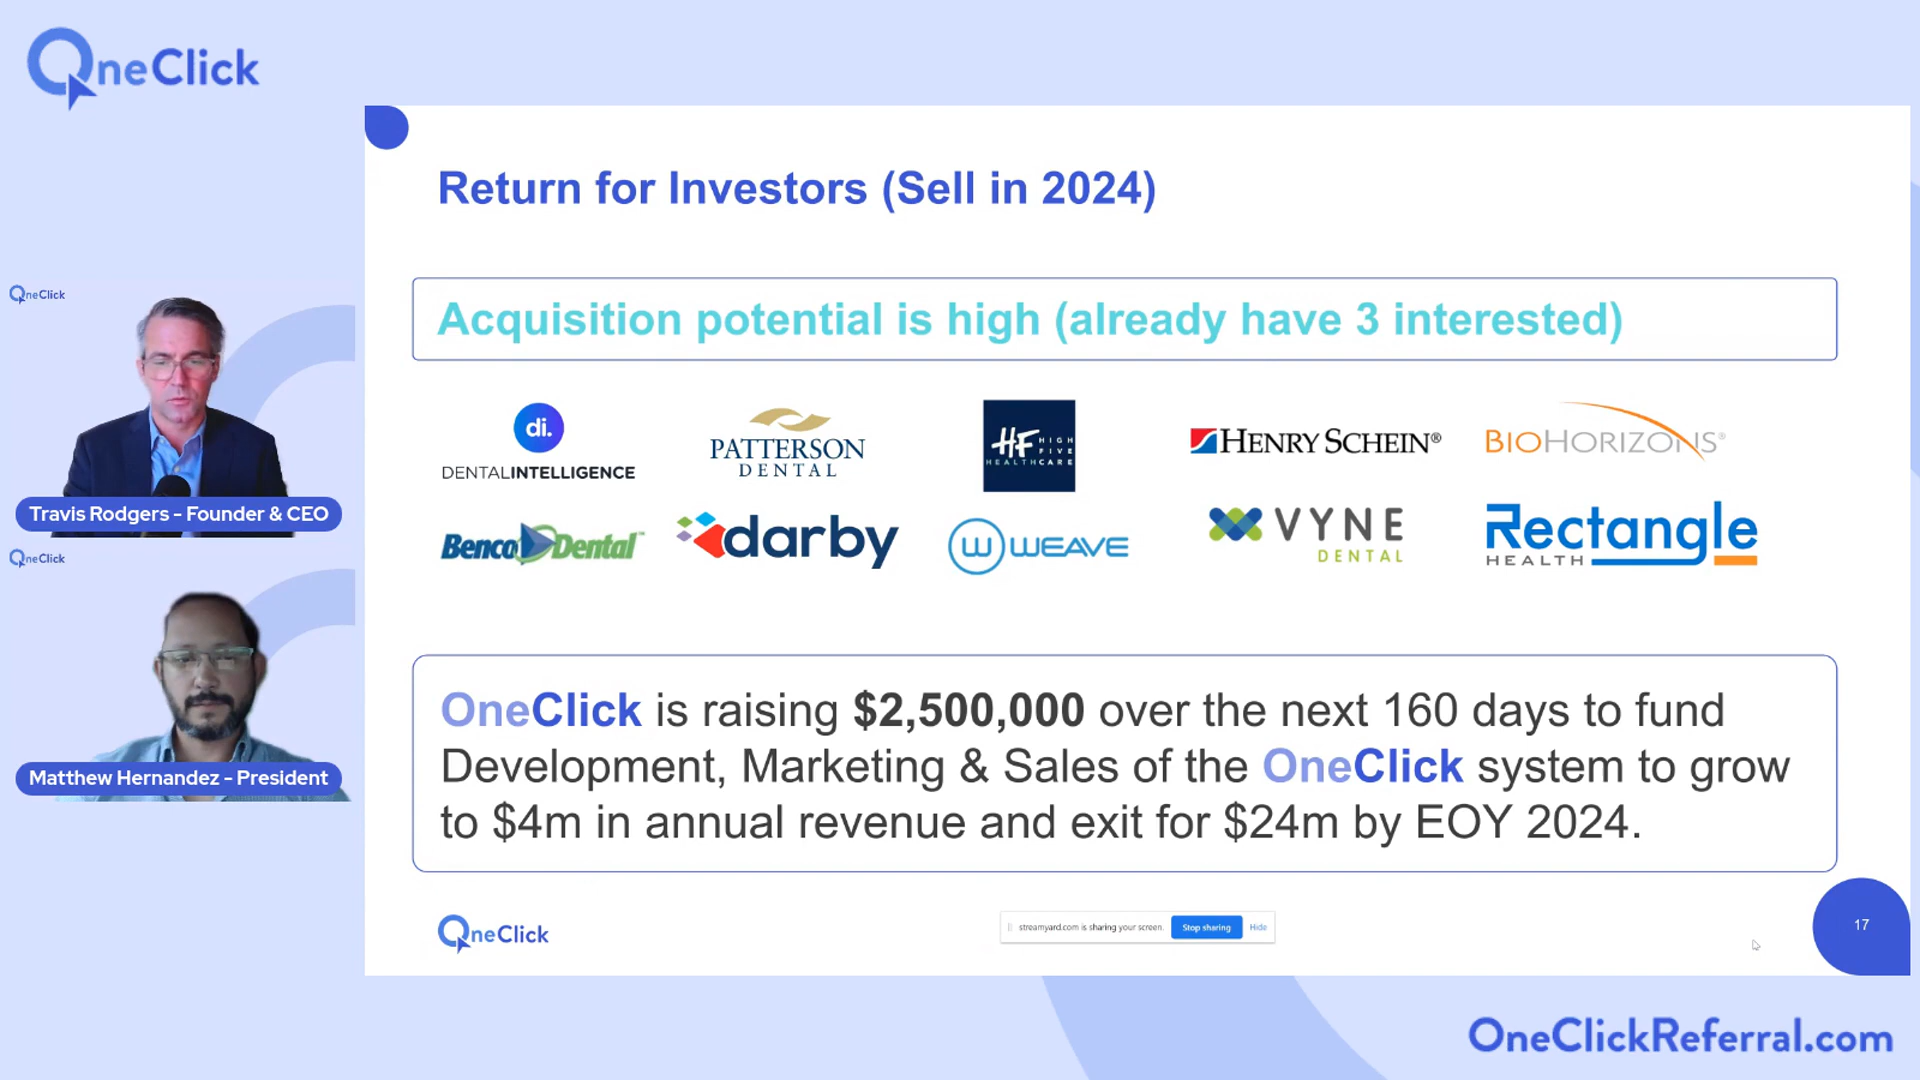 OneClick
Return for Investors (Sell in 2024)
Acquisition potential is high (already have 3 interested)
di.
DENTALINTELLIGENCE
PATTERSON
DENTAL
HF HIGH
FIVE
HEALTHCARE
HENRY SCHEIN®
BIOHORIZONS®
Benco Dental™
darby
W WEAVE
VYNE
DENTAL
Rectangle
HEALTH
OneClick is raising $2,500,000 over the next 160 days to fund
Development, Marketing & Sales of the OneClick system to grow
to $4m in annual revenue and exit for $24m by EOY 2024.
OneClick
streamyard.com is sharing your screen. Stop sharing Hide
17
OneClick
Travis Rodgers - Founder & CEO
OneClick
Matthew Hernandez - President
OneClickReferral.com